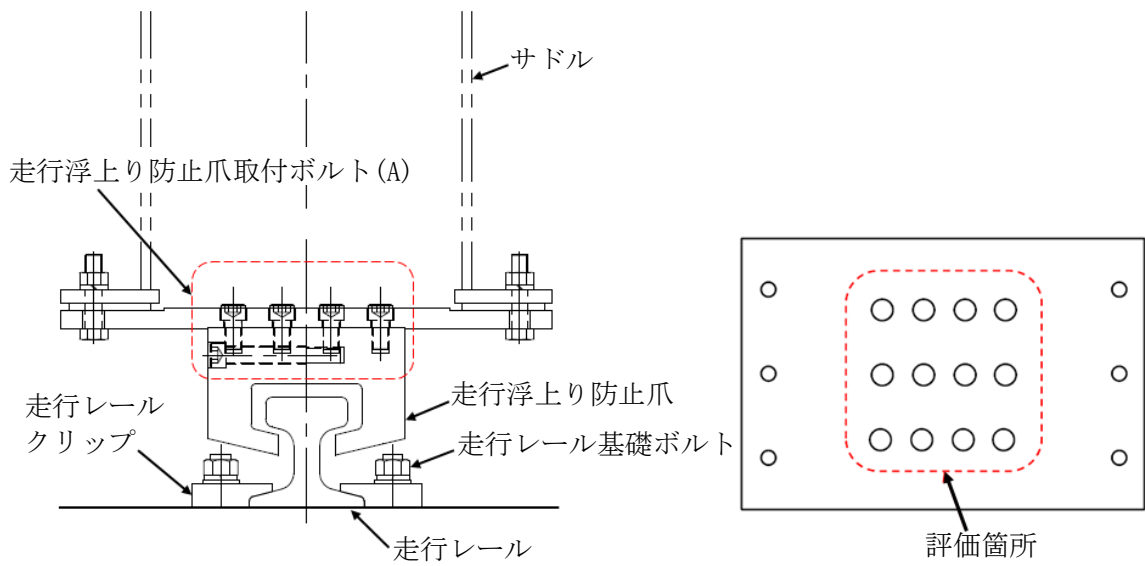 サドル
走行浮上り防止爪取付ボルト(A)
走行レール
クリップ
走行浮上り防止爪
走行レール基礎ボルト
走行レール
評価箇所